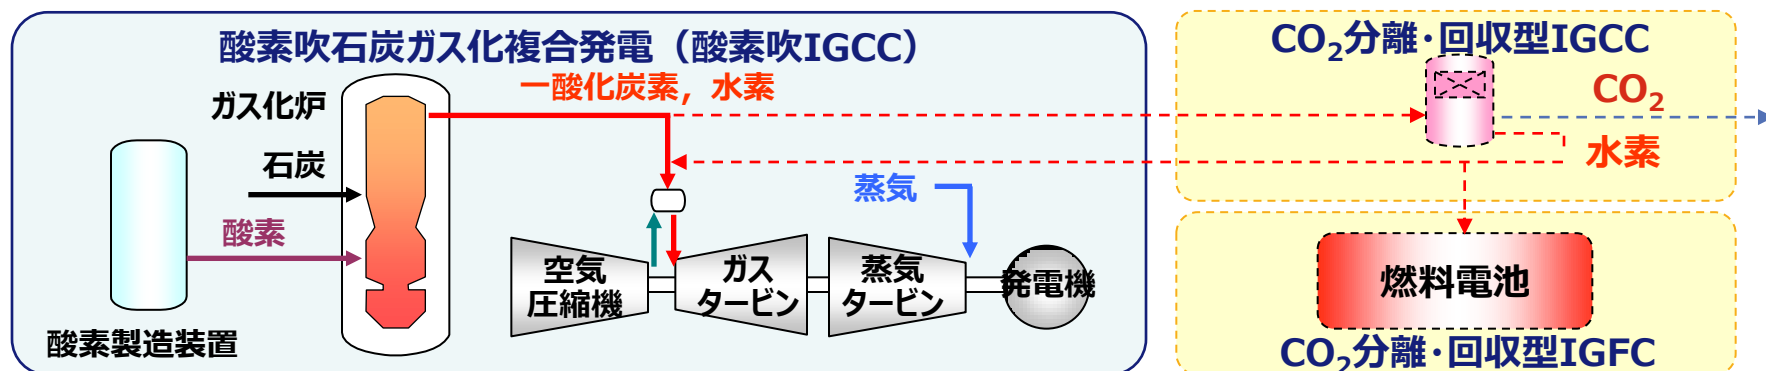 酸素吹石炭ガス化複合発電（酸素吹IGCC）
一酸化炭素，水素
ガス化炉
石炭
酸素
酸素製造装置
蒸気
空気
圧縮機
ガス
タービン
蒸気
タービン
発電機
CO₂分離･回収型IGCC
CO₂
水素
燃料電池
CO₂分離･回収型IGFC